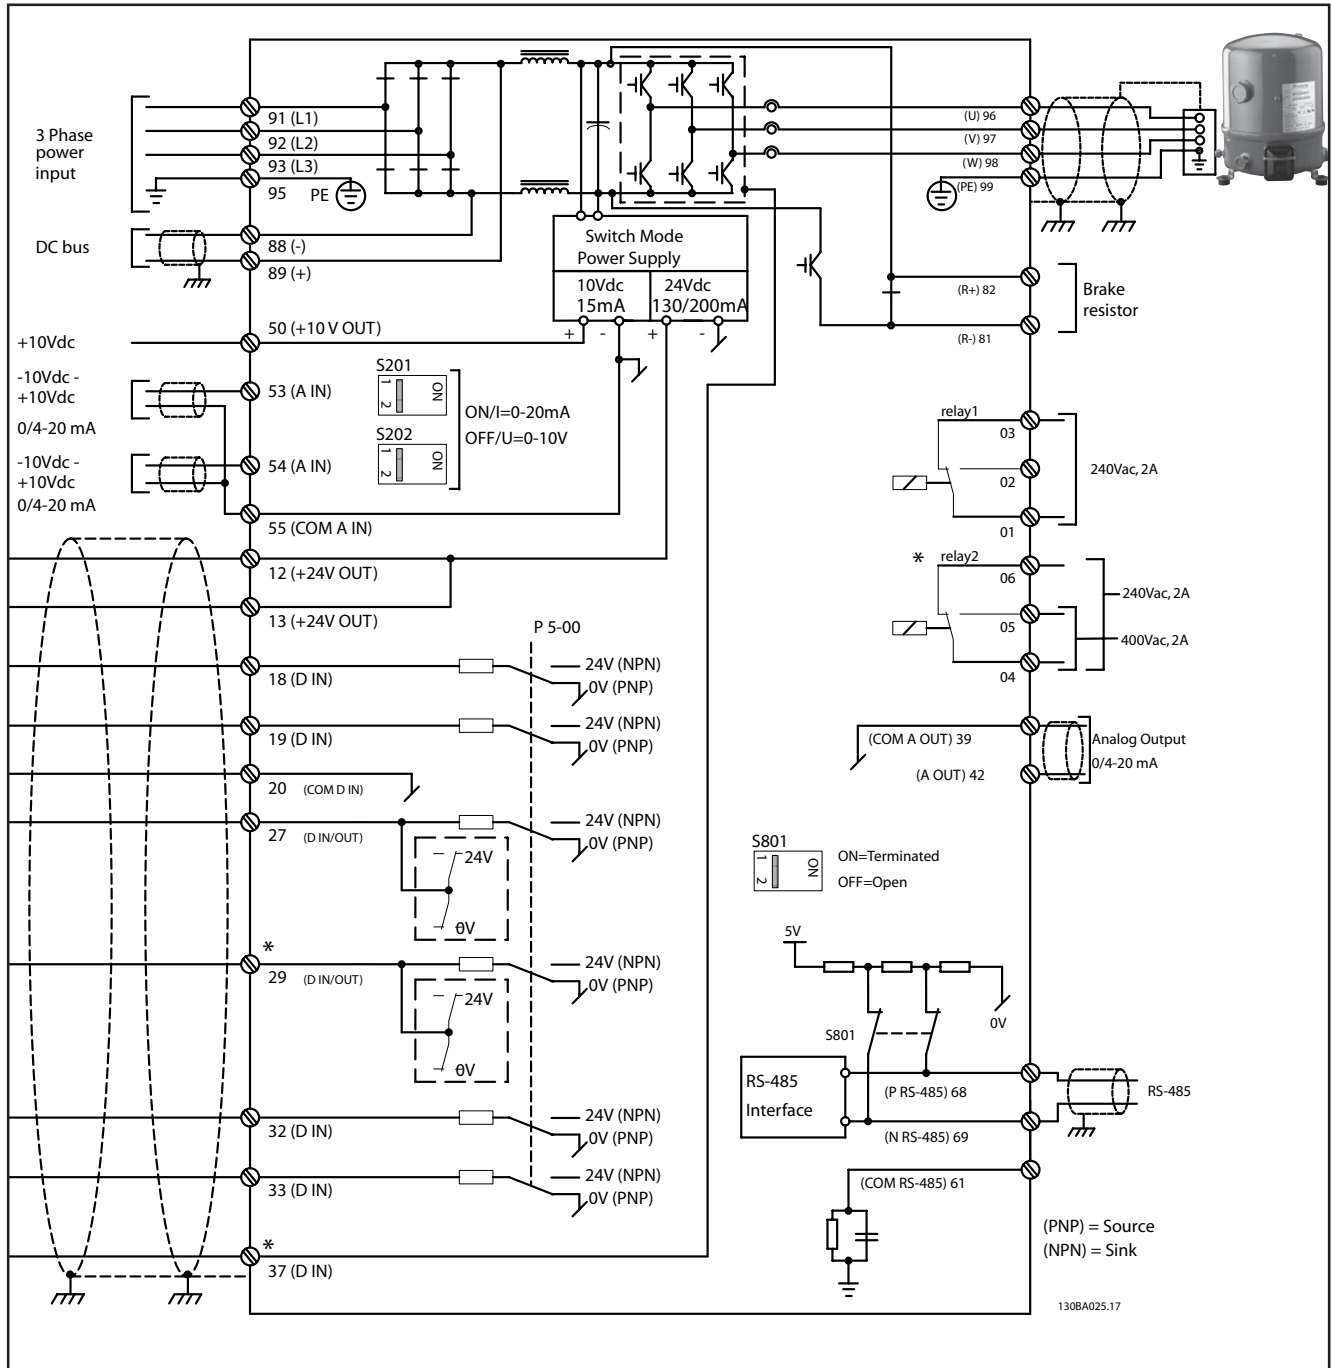 3 Phase
power
input
91 (L1)
92 (L2)
93 (L3)
95
PE
DC bus
88 (-)
89 (+)
Switch Mode
Power Supply
10Vdc
15mA
24Vdc
130/200mA
+
-
+
-
+10Vdc
50 (+10 V OUT)
-10Vdc -
+10Vdc
0/4-20 mA
53 (A IN)
-10Vdc -
+10Vdc
0/4-20 mA
54 (A IN)
55 (COM A IN)
S201
1
2
ON
S202
1
2
ON
ON/I=0-20mA
OFF/U=0-10V
12 (+24V OUT)
13 (+24V OUT)
P 5-00
18 (D IN)
24V (NPN)
0V (PNP)
19 (D IN)
24V (NPN)
0V (PNP)
20 (COM D IN)
27 (D IN/OUT)
24V (NPN)
0V (PNP)
24V
0V
*
29 (D IN/OUT)
24V (NPN)
0V (PNP)
24V
0V
32 (D IN)
24V (NPN)
0V (PNP)
33 (D IN)
24V (NPN)
0V (PNP)
*
37 (D IN)
(U) 96
(V) 97
(W) 98
(PE) 99
(R+) 82
Brake
resistor
(R-) 81
relay1
03
02
01
240Vac, 2A
*
relay2
06
05
04
240Vac, 2A
400Vac, 2A
(COM A OUT) 39
(A OUT) 42
Analog Output
0/4-20 mA
S801
1
2
ON
ON=Terminated
OFF=Open
5V
0V
S801
RS-485
Interface
(P RS-485) 68
(N RS-485) 69
RS-485
(COM RS-485) 61
(PNP) = Source
(NPN) = Sink
130BA025.17